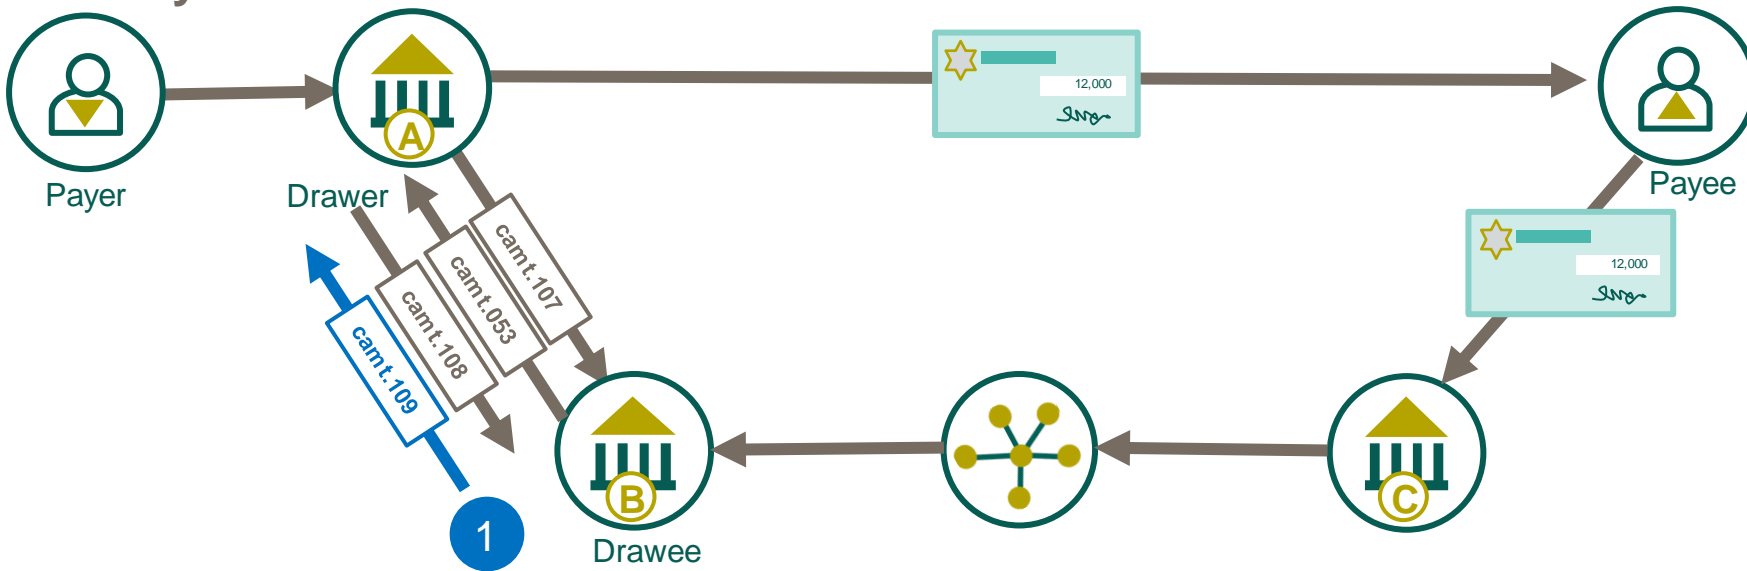 12,000
A
Payer
Drawer
Payee
12,000
camt.107
camt.053
camt.108
camt.109
B
C
1
Drawee